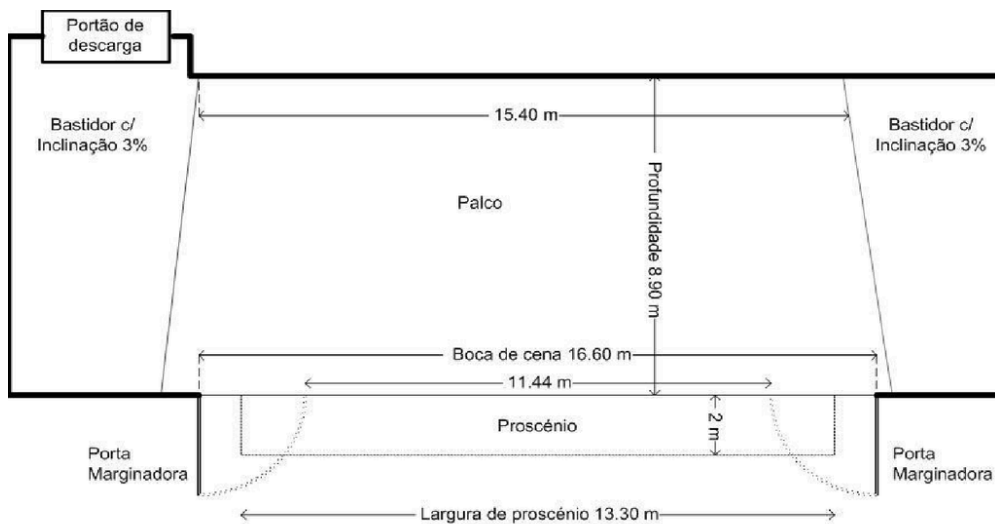 Portão de
descarga
15.40 m
Bastidor c/
Inclinação 3%
Bastidor c/
Inclinação 3%
Profundidade 8.90 m
Palco
Boca de cena 16.60 m
11.44 m
Proscénio
2 m
Porta
Marginadora
Porta
Marginadora
Largura de proscénio 13.30 m